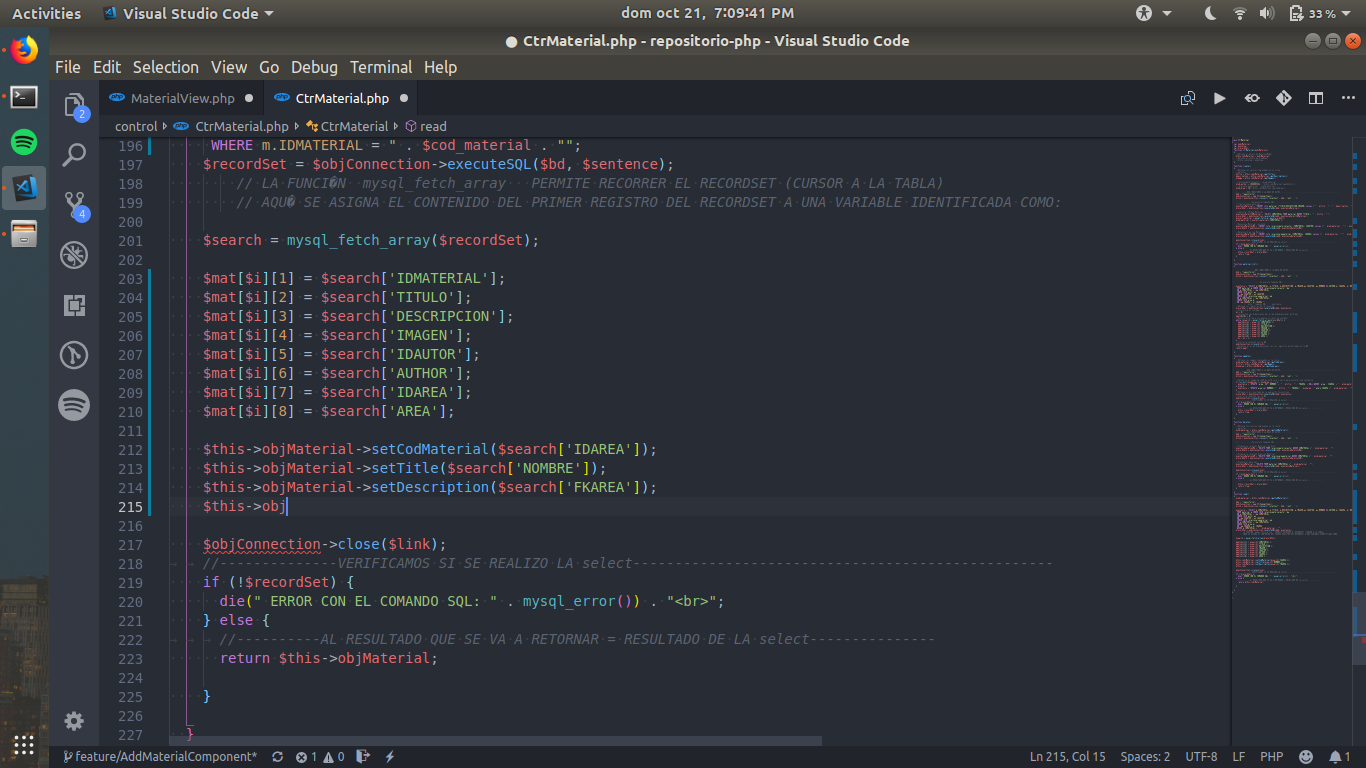 Activities Visual Studio Code dom oct 21, 7:09:41 PM 33 %
● CtrMaterial.php - repositorio-php - Visual Studio Code
File Edit Selection View Go Debug Terminal Help
MaterialView.php ● CtrMaterial.php ●
control CtrMaterial.php CtrMaterial read
2
4
196 WHERE m.IDMATERIAL = " . $cod_material . "";
197 $recordSet = $objConnection->executeSQL($bd, $sentence);
198 // LA FUNCI�N mysql_fetch_array PERMITE RECORRER EL RECORDSET (CURSOR A LA TABLA)
199 // AQU� SE ASIGNA EL CONTENIDO DEL PRIMER REGISTRO DEL RECORDSET A UNA VARIABLE IDENTIFICADA COMO:
200
201 $search = mysql_fetch_array($recordSet);
202
203 $mat[$i][1] = $search['IDMATERIAL'];
204 $mat[$i][2] = $search['TITULO'];
205 $mat[$i][3] = $search['DESCRIPCION'];
206 $mat[$i][4] = $search['IMAGEN'];
207 $mat[$i][5] = $search['IDAUTOR'];
208 $mat[$i][6] = $search['AUTHOR'];
209 $mat[$i][7] = $search['IDAREA'];
210 $mat[$i][8] = $search['AREA'];
211
212 $this->objMaterial->setCodMaterial($search['IDAREA']);
213 $this->objMaterial->setTitle($search['NOMBRE']);
214 $this->objMaterial->setDescription($search['FKAREA']);
215 $this->obj
216
217 $objConnection->close($link);
218 //--------------VERIFICAMOS SI SE REALIZO LA select--------------------------------------------------
219 if (!$recordSet) {
220 die(" ERROR CON EL COMANDO SQL: " . mysql_error()) . "<br>";
221 } else {
222 //----------AL RESULTADO QUE SE VA A RETORNAR = RESULTADO DE LA select---------------
223 return $this->objMaterial;
224
225 }
226
227 }
feature/AddMaterialComponent* 1 0 Ln 215, Col 15 Spaces: 2 UTF-8 LF PHP 1